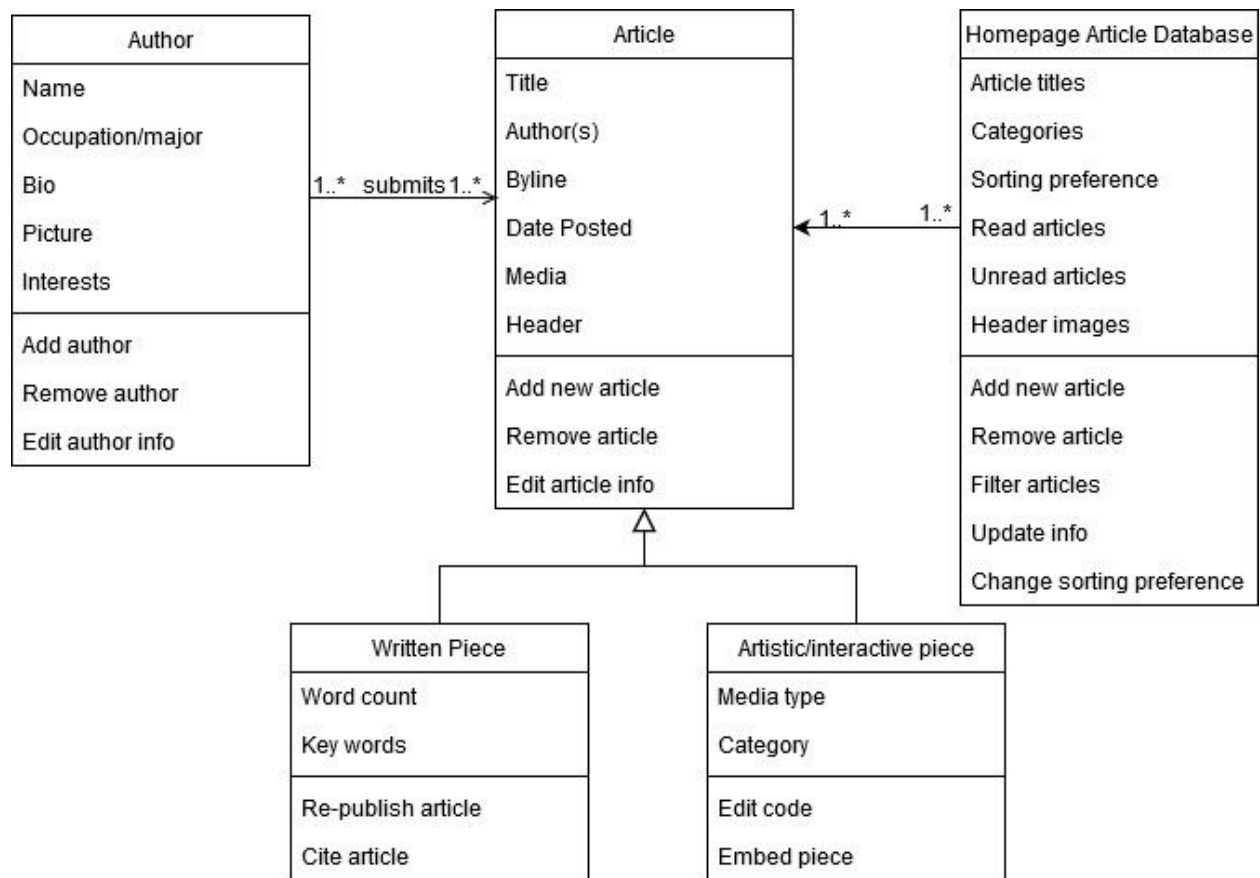 Author
Name
Occupation/major
Bio
Picture
Interests
Add author
Remove author
Edit author info
1..* submits 1..*
Article
Title
Author(s)
Byline
Date Posted
Media
Header
Add new article
Remove article
Edit article info
1..* 1..*
Homepage Article Database
Article titles
Categories
Sorting preference
Read articles
Unread articles
Header images
Add new article
Remove article
Filter articles
Update info
Change sorting preference
Written Piece
Word count
Key words
Re-publish article
Cite article
Artistic/interactive piece
Media type
Category
Edit code
Embed piece